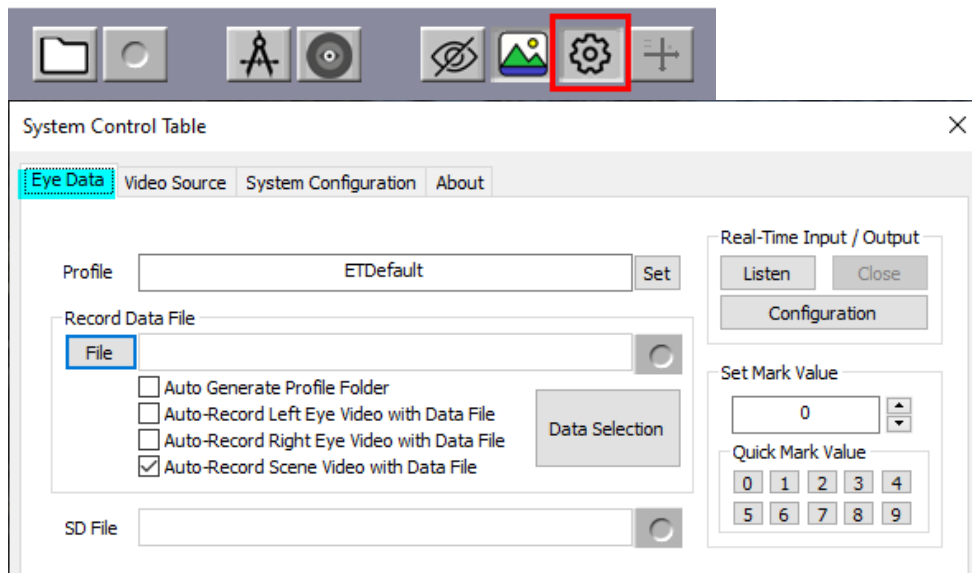 System Control Table
Eye Data Video Source System Configuration About
Profile ETDefault Set
Record Data File
File
Auto Generate Profile Folder
Auto-Record Left Eye Video with Data File
Auto-Record Right Eye Video with Data File
Auto-Record Scene Video with Data File
Data Selection
SD File
Real-Time Input / Output
Listen Close
Configuration
Set Mark Value
0
Quick Mark Value
0 1 2 3 4
5 6 7 8 9